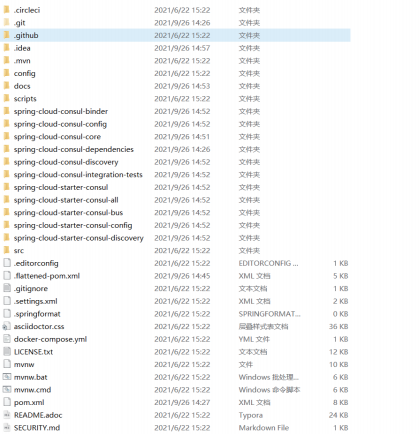 .circleci 2021/6/22 15:22 文件夹
.git 2021/9/26 14:26 文件夹
.github 2021/6/22 15:22 文件夹
.idea 2021/9/26 14:57 文件夹
.mvn 2021/6/22 15:22 文件夹
config 2021/6/22 15:22 文件夹
docs 2021/9/26 14:53 文件夹
scripts 2021/6/22 15:22 文件夹
spring-cloud-consul-binder 2021/9/26 14:52 文件夹
spring-cloud-consul-config 2021/9/26 14:52 文件夹
spring-cloud-consul-core 2021/9/26 14:51 文件夹
spring-cloud-consul-dependencies 2021/9/26 14:26 文件夹
spring-cloud-consul-discovery 2021/9/26 14:52 文件夹
spring-cloud-consul-integration-tests 2021/9/26 14:52 文件夹
spring-cloud-starter-consul 2021/9/26 14:52 文件夹
spring-cloud-starter-consul-all 2021/9/26 14:52 文件夹
spring-cloud-starter-consul-bus 2021/9/26 14:52 文件夹
spring-cloud-starter-consul-config 2021/9/26 14:52 文件夹
spring-cloud-starter-consul-discovery 2021/9/26 14:52 文件夹
src 2021/6/22 15:22 文件夹
.editorconfig 2021/6/22 15:22 EDITORCONFIG ... 1 KB
.flattened-pom.xml 2021/9/26 14:45 XML 文档 5 KB
.gitignore 2021/6/22 15:22 文本文档 1 KB
.settings.xml 2021/6/22 15:22 XML 文档 2 KB
.springformat 2021/6/22 15:22 SPRINGFORMAT... 0 KB
asciidoctor.css 2021/6/22 15:22 层叠样式表文档 36 KB
docker-compose.yml 2021/6/22 15:22 YML 文件 1 KB
LICENSE.txt 2021/6/22 15:22 文本文档 12 KB
mvnw 2021/6/22 15:22 文件 10 KB
mvnw.bat 2021/6/22 15:22 Windows 批处理... 6 KB
mvnw.cmd 2021/6/22 15:22 Windows 命令脚本 6 KB
pom.xml 2021/9/26 14:27 XML 文档 8 KB
README.adoc 2021/6/22 15:22 Typora 24 KB
SECURITY.md 2021/6/22 15:22 Markdown File 1 KB